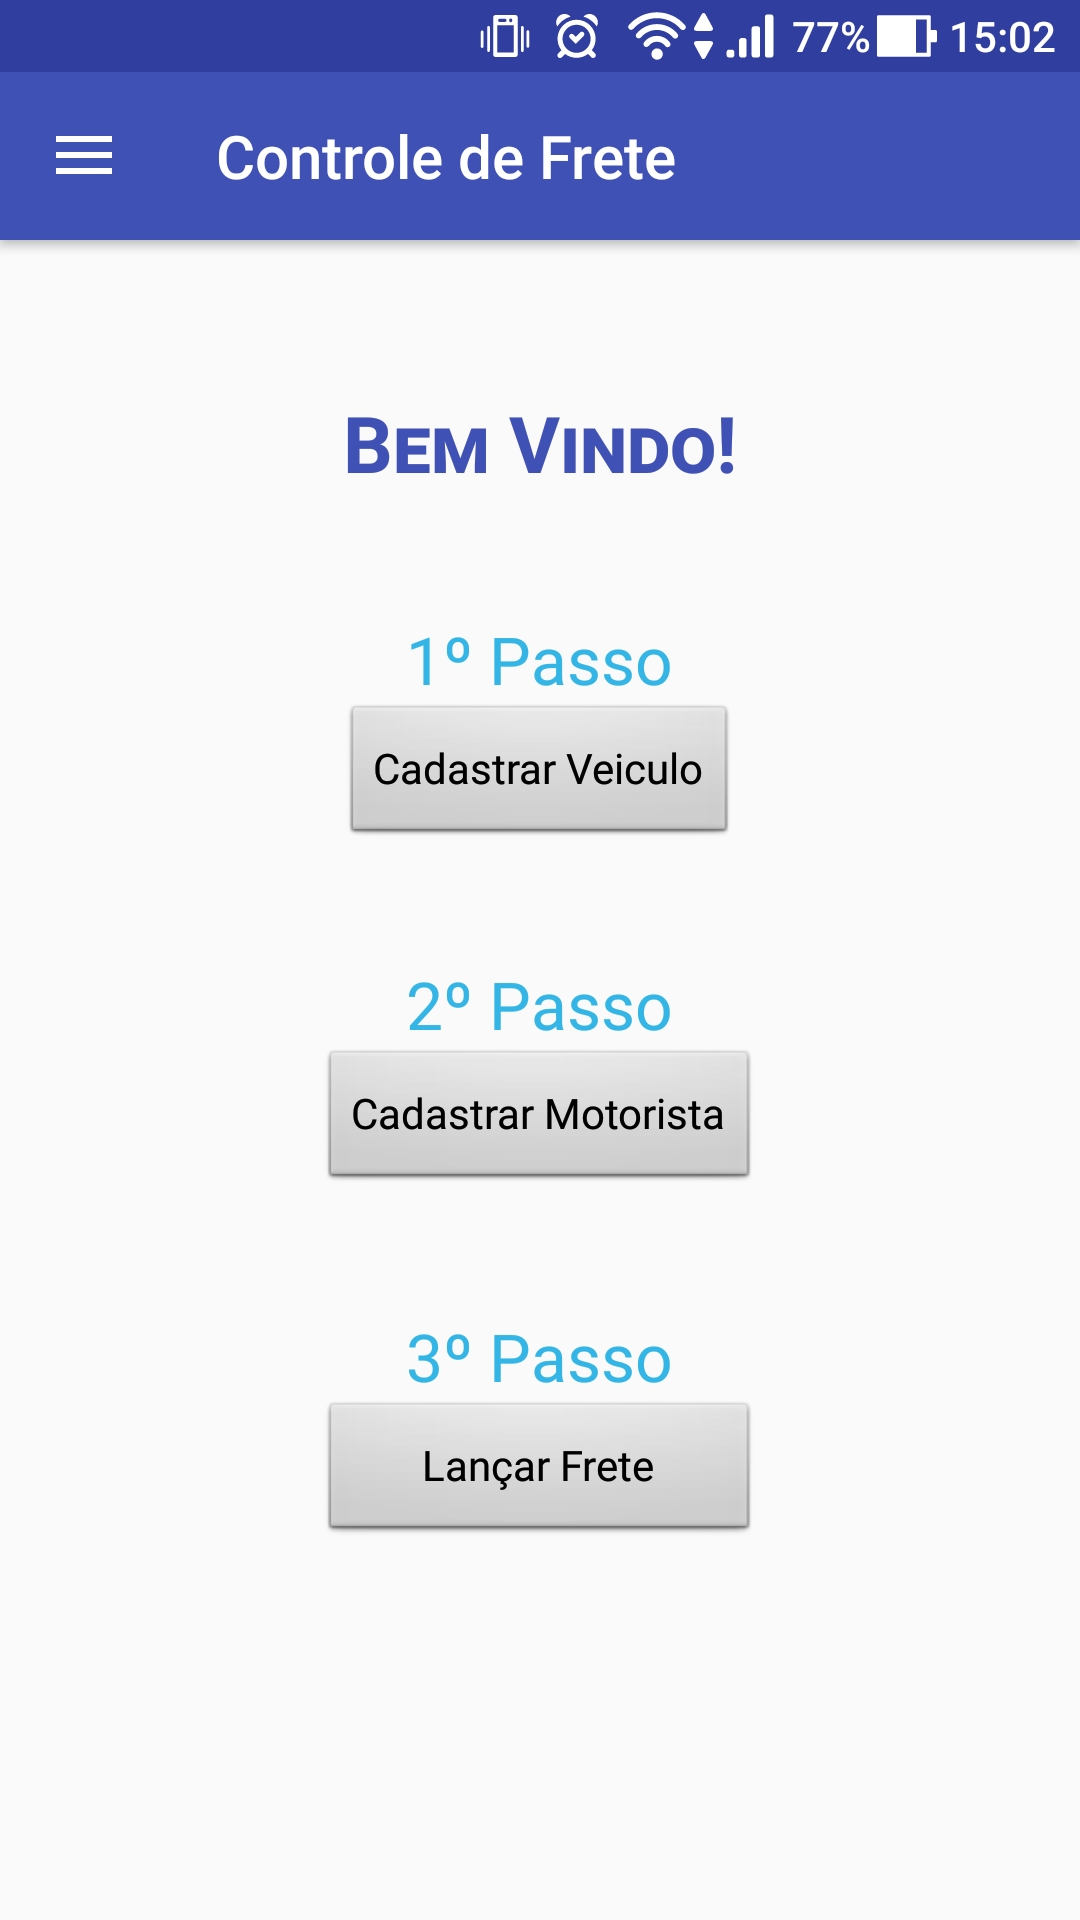 77% 15:02
Controle de Frete
Bem Vindo!
1º Passo
Cadastrar Veiculo
2º Passo
Cadastrar Motorista
3º Passo
Lançar Frete